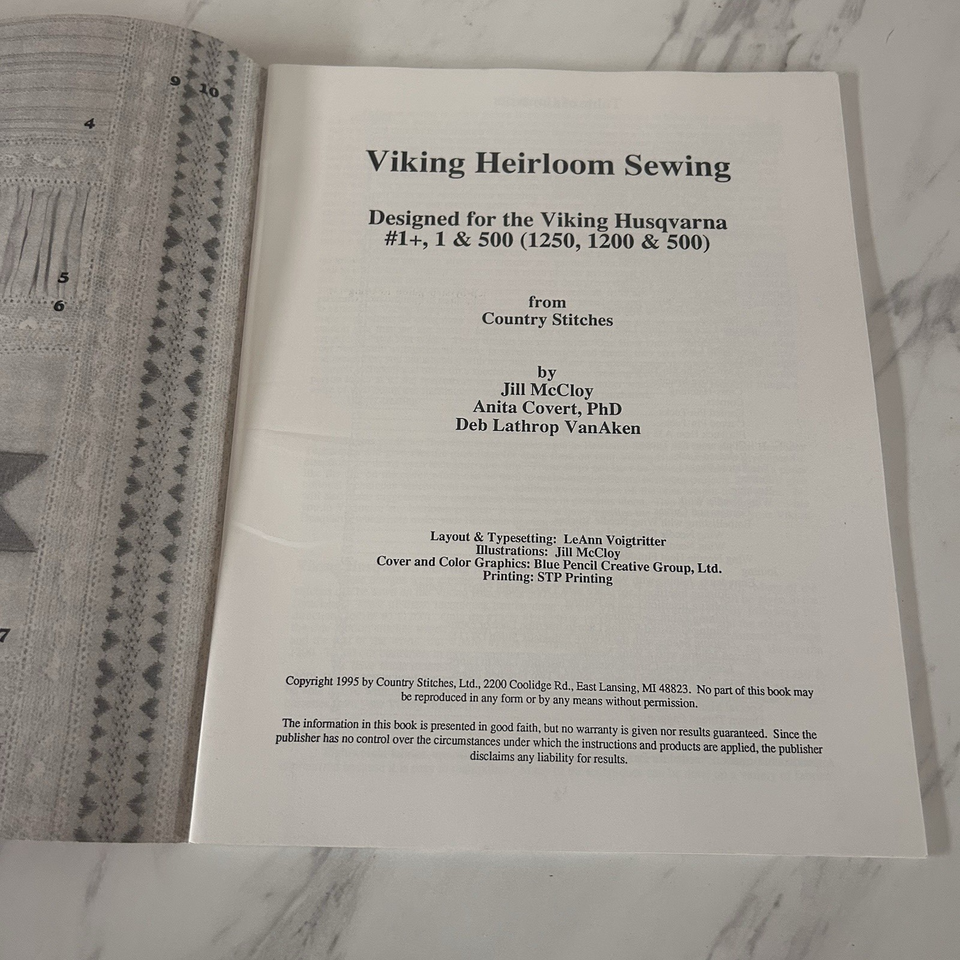 4
9
10
5
6
7
Viking Heirloom Sewing
Designed for the Viking Husqvarna
#1+, 1 & 500 (1250, 1200 & 500)
from
Country Stitches
by
Jill McCloy
Anita Covert, PhD
Deb Lathrop VanAken
Layout & Typesetting: LeAnn Voigtritter
Illustrations: Jill McCloy
Cover and Color Graphics: Blue Pencil Creative Group, Ltd.
Printing: STP Printing
Copyright 1995 by Country Stitches, Ltd., 2200 Coolidge Rd., East Lansing, MI 48823. No part of this book may
be reproduced in any form or by any means without permission.
The information in this book is presented in good faith, but no warranty is given nor results guaranteed. Since the
publisher has no control over the circumstances under which the instructions and products are applied, the publisher
disclaims any liability for results.